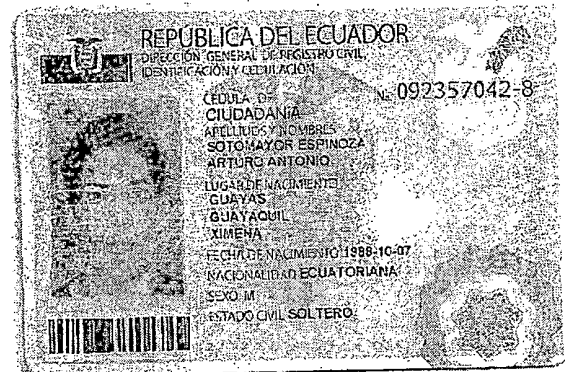 REPÚBLICA DEL ECUADOR
DIRECCIÓN GENERAL DE REGISTRO CIVIL,
IDENTIFICACIÓN Y CEDULACIÓN
CÉDULA DE
CIUDADANÍA
No. 092357042-8
APELLIDOS Y NOMBRES
SOTOMAYOR ESPINOZA
ARTURO ANTONIO
LUGAR DE NACIMIENTO
GUAYAS
GUAYAQUIL
XIMENA
FECHA DE NACIMIENTO 1988-10-07
NACIONALIDAD ECUATORIANA
SEXO M
ESTADO CIVIL SOLTERO